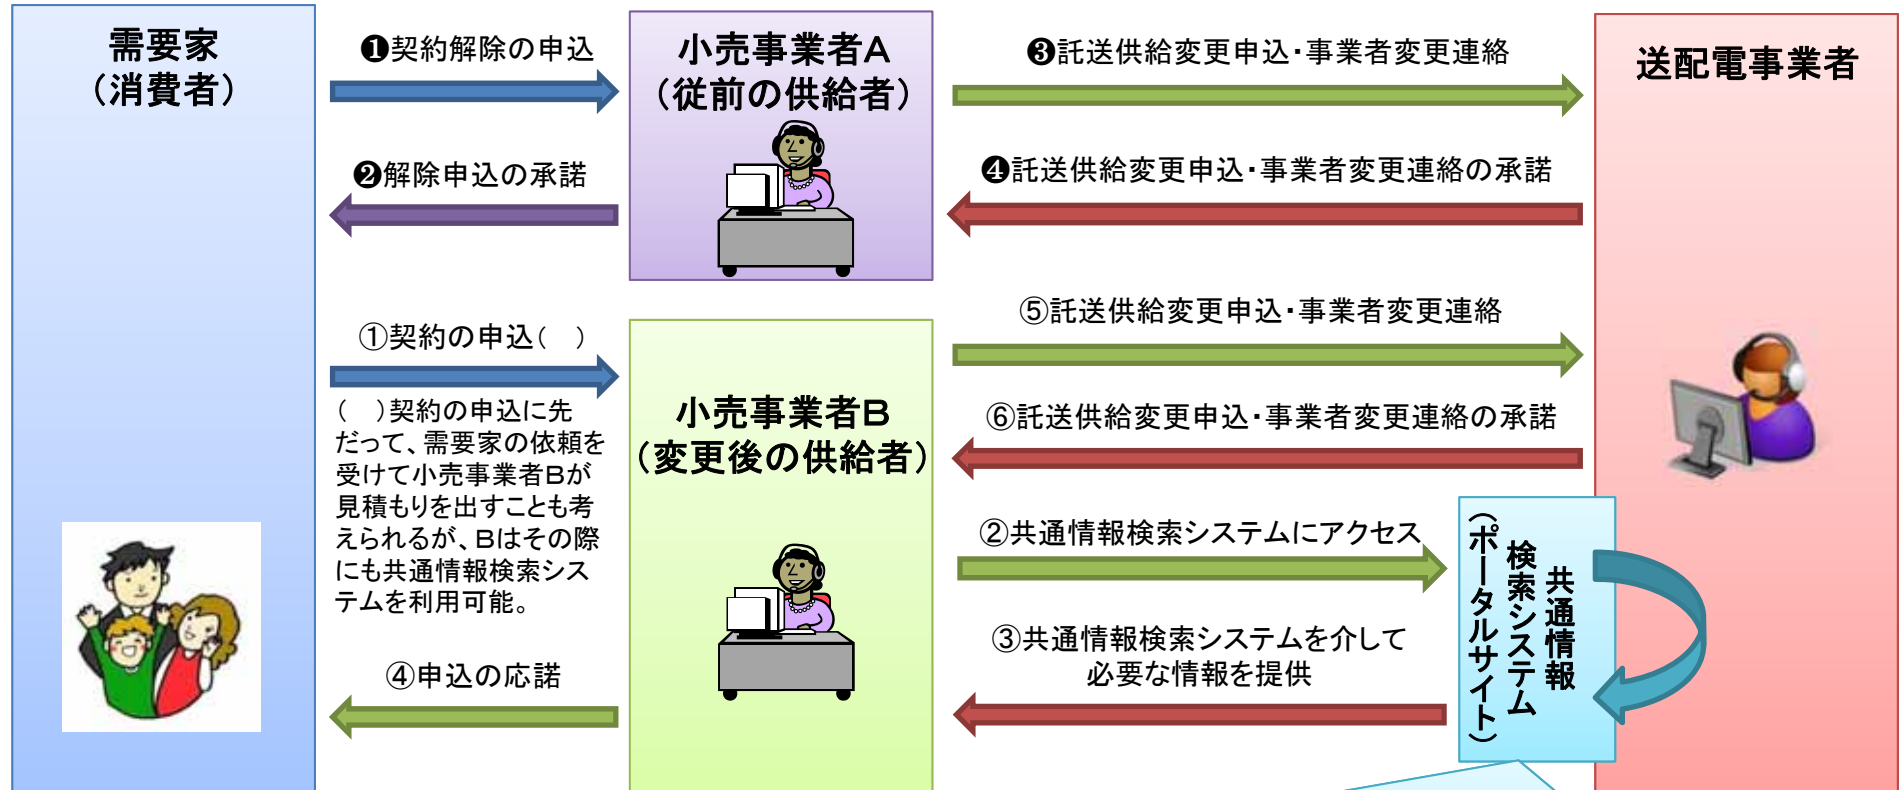 需要家
（消費者）
❶契約解除の申込
❷解除申込の承諾
小売事業者Ａ
（従前の供給者）
❸託送供給変更申込・事業者変更連絡
❹託送供給変更申込・事業者変更連絡の承諾
送配電事業者
①契約の申込（　）
（　）契約の申込に先
だって、需要家の依頼を
受けて小売事業者Ｂが
見積もりを出すことも考
えられるが、Ｂはその際
にも共通情報検索シス
テムを利用可能。
④申込の応諾
小売事業者Ｂ
（変更後の供給者）
⑤託送供給変更申込・事業者変更連絡
⑥託送供給変更申込・事業者変更連絡の承諾
②共通情報検索システムにアクセス
③共通情報検索システムを介して
必要な情報を提供
共通情報
検索システム
（ポータルサイト）